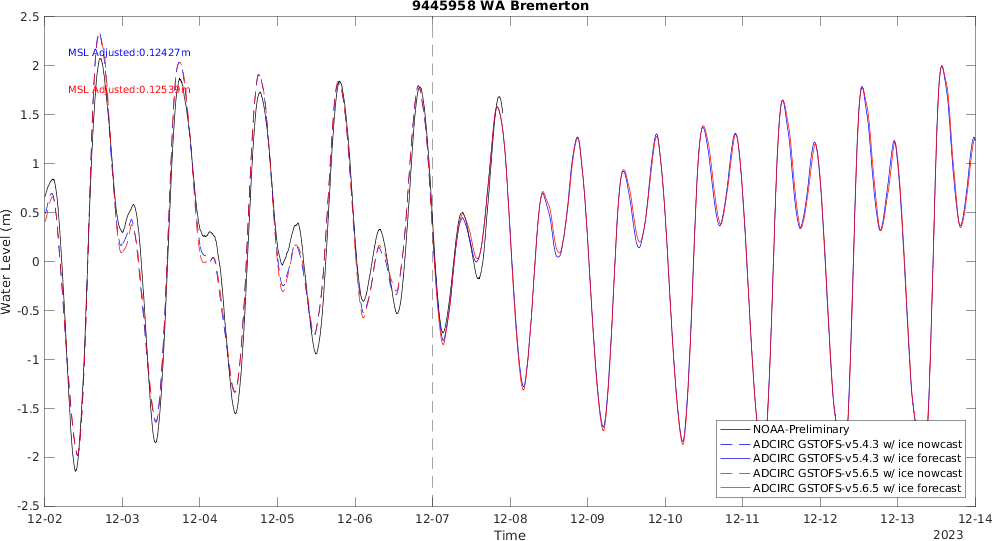 9445958 WA Bremerton
2.5
2
1.5
1
0.5
0
-0.5
-1
-1.5
-2
-2.5
Water Level (m)
MSL Adjusted:0.12427m
MSL Adjusted:0.12539m
NOAA-Preliminary
ADCIRC GSTOFS-v5.4.3 w/ ice nowcast
ADCIRC GSTOFS-v5.4.3 w/ ice forecast
ADCIRC GSTOFS-v5.6.5 w/ ice nowcast
ADCIRC GSTOFS-v5.6.5 w/ ice forecast
12-02 12-03 12-04 12-05 12-06 12-07 12-08 12-09 12-10 12-11 12-12 12-13 12-14
Time 2023